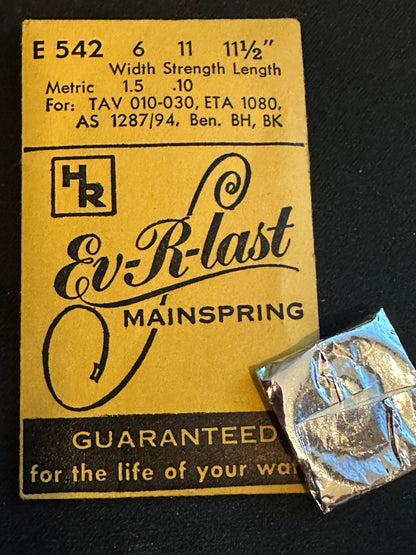 E 542 6 11 11½"
Width Strength Length
Metric 1.5 .10
For: TAV 010-030, ETA 1080,
AS 1287/94, Ben. BH, BK
HR
Ev-R-last
MAINSPRING
GUARANTEED
for the life of your